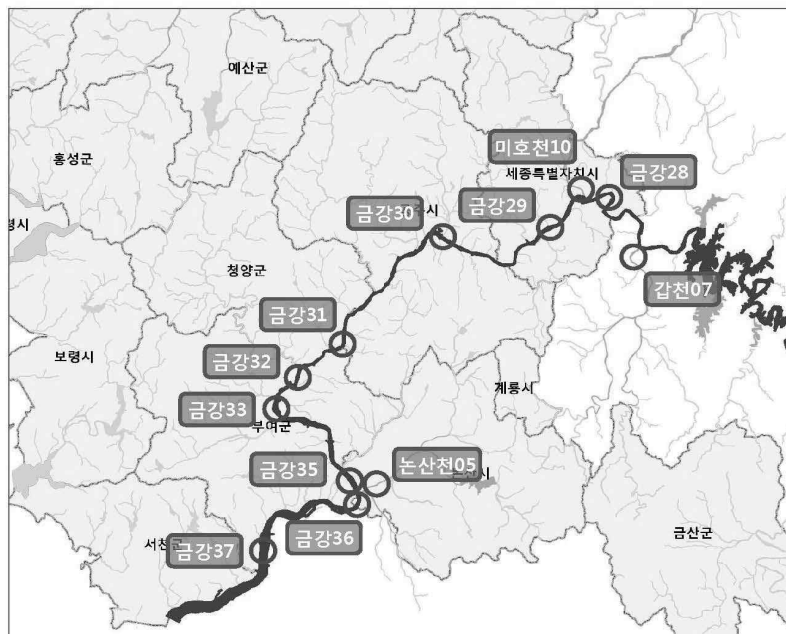 예산군
홍성군
미호천10
세종특별자치시
금강28
금강30
금강29
령시
청양군
갑천07
금강31
보령시
금강32
계룡시
금강33
부여군
금강35
논산천05
금산군
금강36
금강37